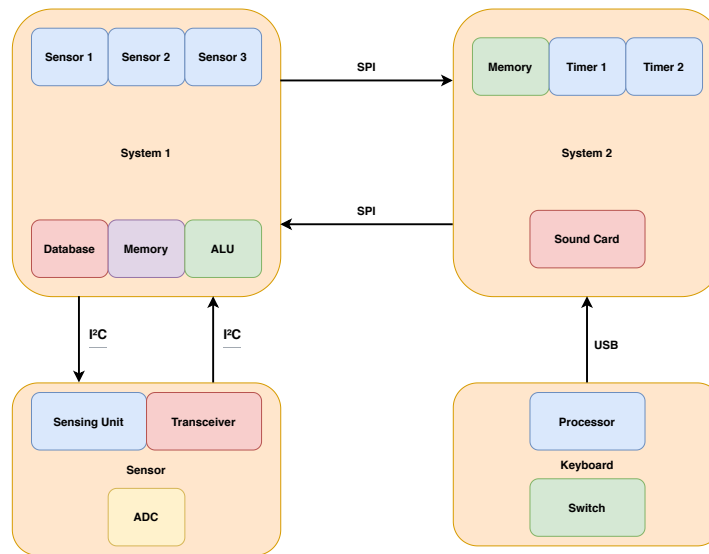 Sensor 1
Sensor 2
Sensor 3
SPI
Memory
Timer 1
Timer 2
System 1
System 2
SPI
Database
Memory
ALU
Sound Card
I²C
I²C
USB
Sensing Unit
Transceiver
Processor
Sensor
Keyboard
ADC
Switch